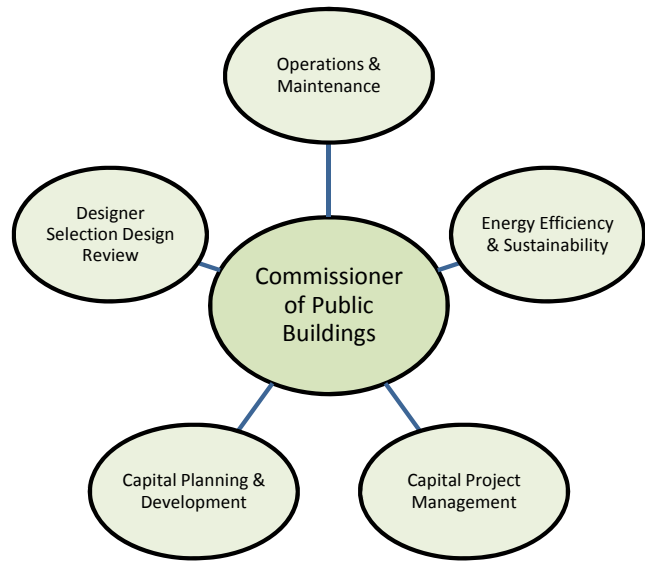 Operations &
Maintenance
Designer
Selection Design
Review
Energy Efficiency
& Sustainability
Commissioner
of Public
Buildings
Capital Planning &
Development
Capital Project
Management